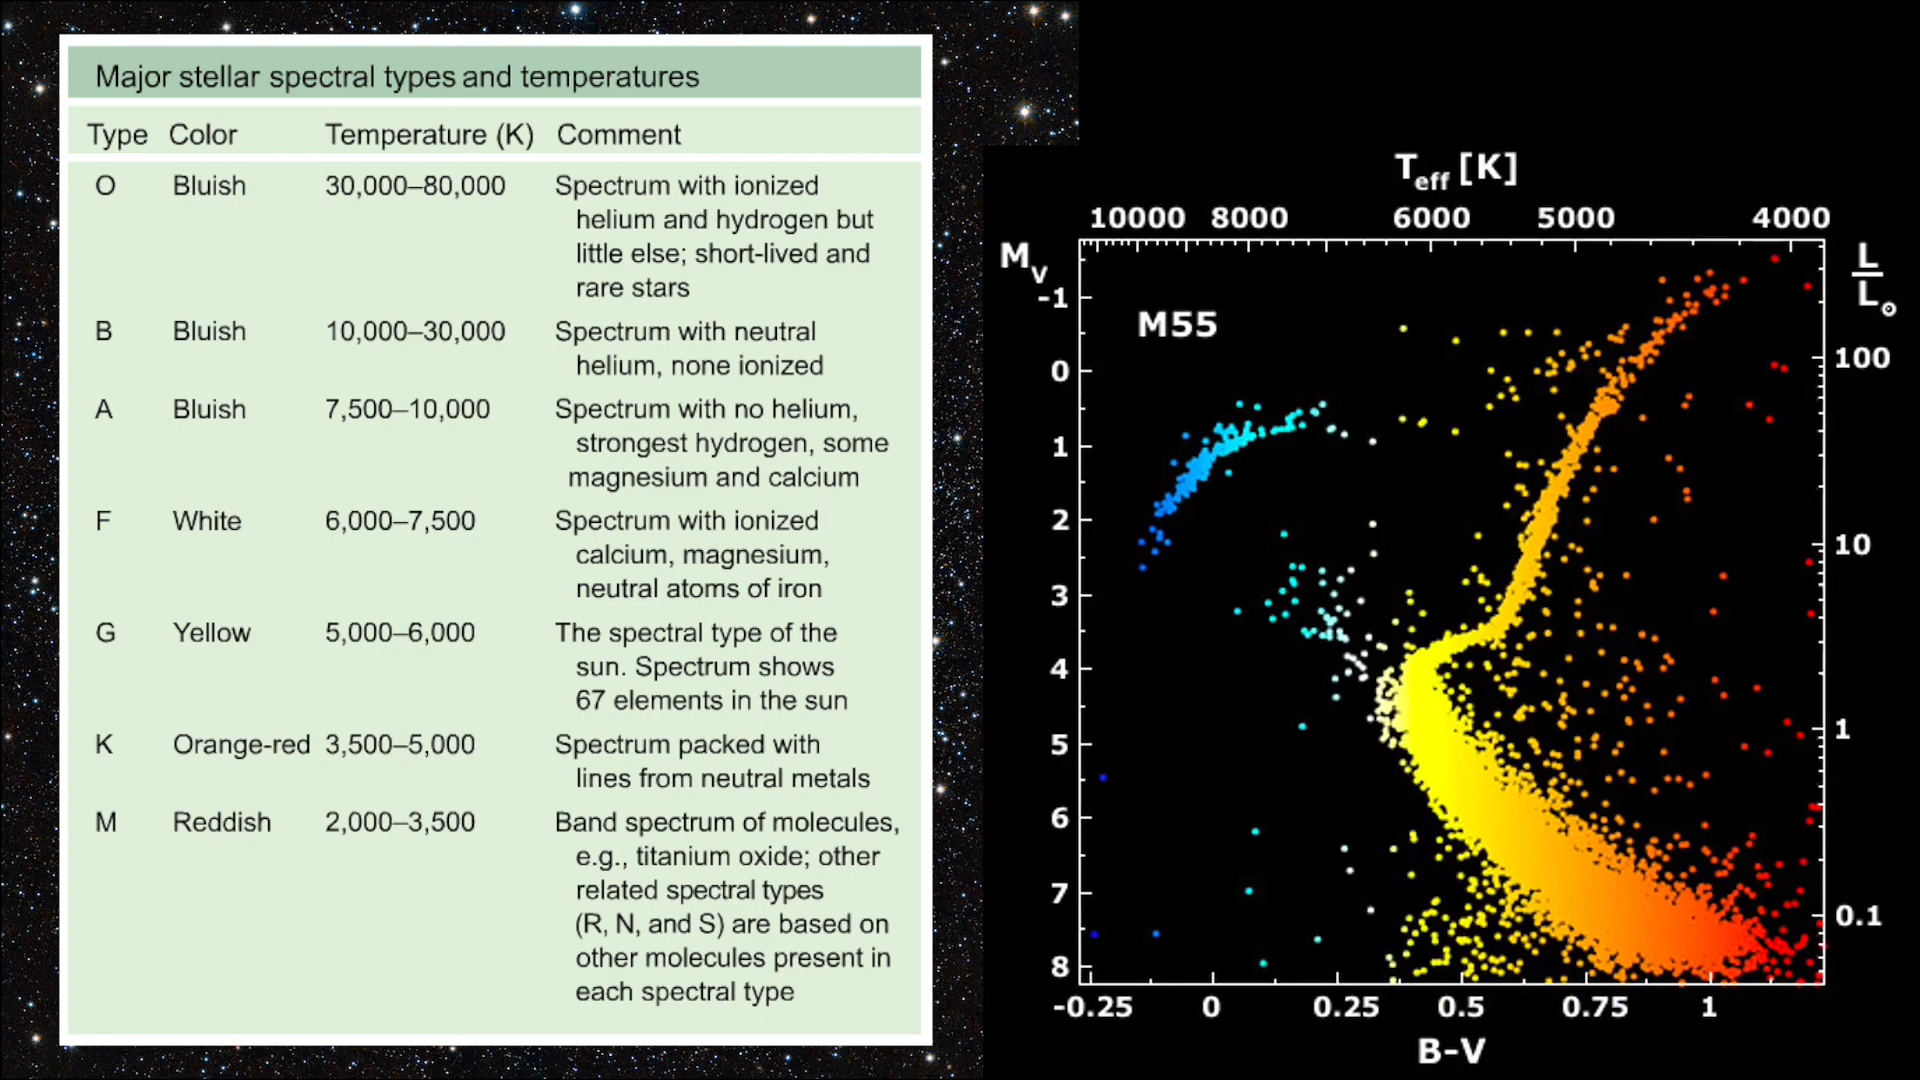 Major stellar spectral types and temperatures
Type Color Temperature (K) Comment
O Bluish 30,000–80,000 Spectrum with ionized
helium and hydrogen but
little else; short-lived and
rare stars
B Bluish 10,000–30,000 Spectrum with neutral
helium, none ionized
A Bluish 7,500–10,000 Spectrum with no helium,
strongest hydrogen, some
magnesium and calcium
F White 6,000–7,500 Spectrum with ionized
calcium, magnesium,
neutral atoms of iron
G Yellow 5,000–6,000 The spectral type of the
sun. Spectrum shows
67 elements in the sun
K Orange-red 3,500–5,000 Spectrum packed with
lines from neutral metals
M Reddish 2,000–3,500 Band spectrum of molecules,
e.g., titanium oxide; other
related spectral types
(R, N, and S) are based on
other molecules present in
each spectral type
Teff [K]
10000 8000 6000 5000 4000
Mv
L
L⊙
M55
-1
0
1
2
3
4
5
6
7
8
100
10
1
0.1
-0.25 0 0.25 0.5 0.75 1
B-V